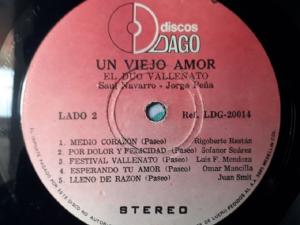 discos
DAGO
UN VIEJO AMOR
EL DUO VALLENATO
Saul Navarro - Jorge Peña
LADO 2
Ref. LDG-20014
1. MEDIO CORAZON (Paseo) Rigoberto Bastán
2. POR DOLOR Y FELICIDAD (Paseo) Sofanor Suárez
3. FESTIVAL VALLENATO (Paseo) Luis F. Mendoza
4. ESPERANDO TU AMOR (Paseo) Omar Mancilla
5. LLENO DE RAZON (Paseo) Juan Smit
STEREO